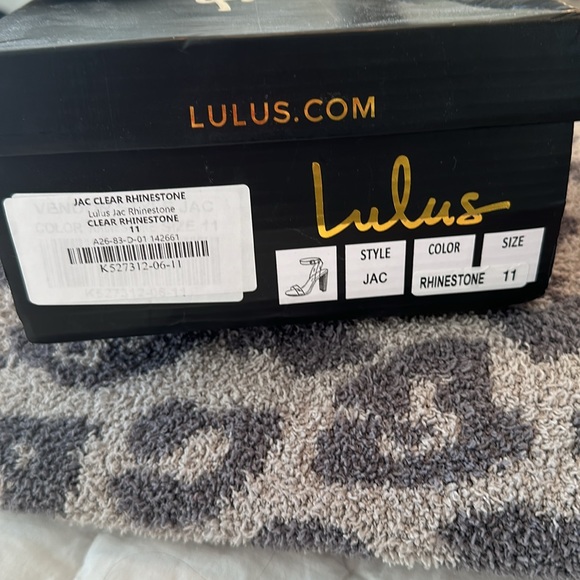 LULUS.COM
JAC CLEAR RHINESTONE
Lulus Jac Rhinestone
CLEAR RHINESTONE
11
A26-83-D-01 142661
K527312-06-11
Lulus
STYLE
JAC
COLOR
RHINESTONE
SIZE
11